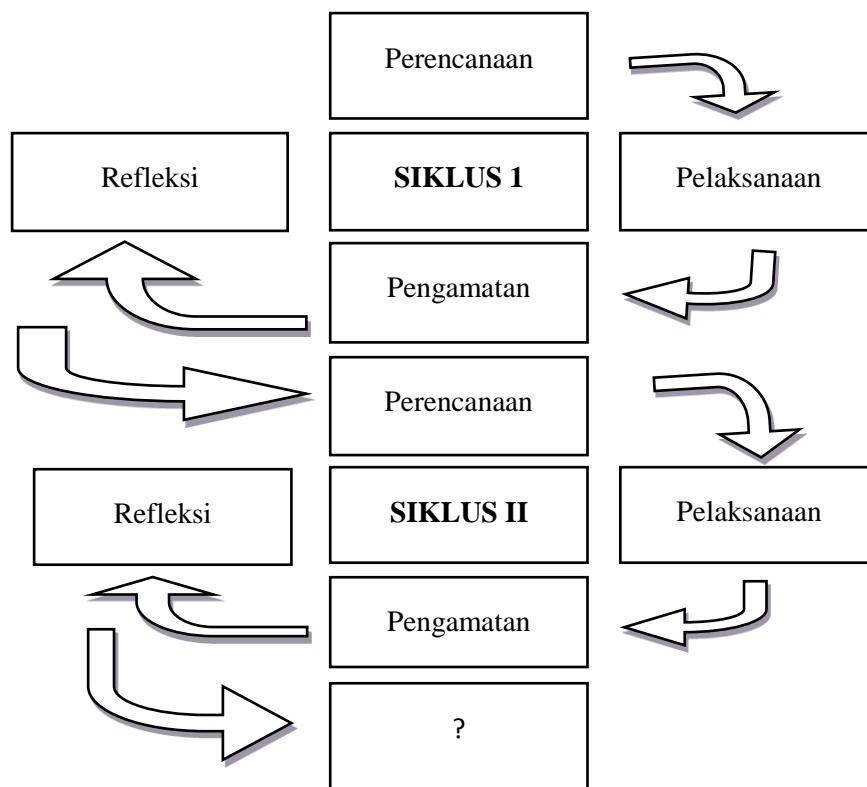 Perencanaan
Refleksi
SIKLUS 1
Pelaksanaan
Pengamatan
Perencanaan
Refleksi
SIKLUS II
Pelaksanaan
Pengamatan
?